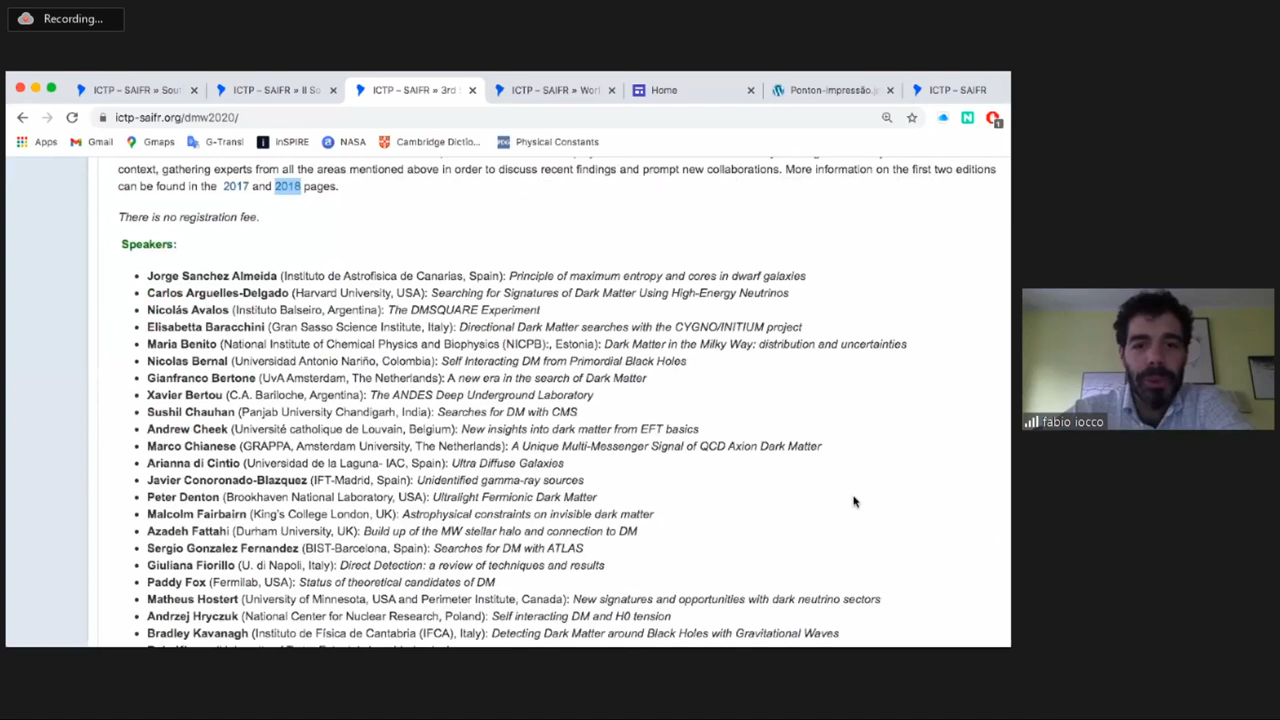 Recording...
ICTP – SAIFR » Sou
ICTP – SAIFR » II So
ICTP – SAIFR » 3rd
ICTP – SAIFR » Worl
Home
Ponton-impressão.j
ICTP – SAIFR
ictp-saifr.org/dmw2020/
1
Apps
Gmail
Gmaps
G-Transl
InSPIRE
NASA
Cambridge Dictio...
PDG
Physical Constants
context, gathering experts from all the areas mentioned above in order to discuss recent findings and prompt new collaborations. More information on the first two editions
can be found in the 2017 and 2018 pages.
There is no registration fee.
Speakers:
• Jorge Sanchez Almeida (Instituto de Astrofisica de Canarias, Spain): Principle of maximum entropy and cores in dwarf galaxies
• Carlos Arguelles-Delgado (Harvard University, USA): Searching for Signatures of Dark Matter Using High-Energy Neutrinos
• Nicolás Avalos (Instituto Balseiro, Argentina): The DMSQUARE Experiment
• Elisabetta Baracchini (Gran Sasso Science Institute, Italy): Directional Dark Matter searches with the CYGNO/INITIUM project
• Maria Benito (National Institute of Chemical Physics and Biophysics (NICPB):, Estonia): Dark Matter in the Milky Way: distribution and uncertainties
• Nicolas Bernal (Universidad Antonio Nariño, Colombia): Self Interacting DM from Primordial Black Holes
• Gianfranco Bertone (UvA Amsterdam, The Netherlands): A new era in the search of Dark Matter
• Xavier Bertou (C.A. Bariloche, Argentina): The ANDES Deep Underground Laboratory
• Sushil Chauhan (Panjab University Chandigarh, India): Searches for DM with CMS
• Andrew Cheek (Université catholique de Louvain, Belgium): New insights into dark matter from EFT basics
• Marco Chianese (GRAPPA, Amsterdam University, The Netherlands): A Unique Multi-Messenger Signal of QCD Axion Dark Matter
• Arianna di Cintio (Universidad de la Laguna- IAC, Spain): Ultra Diffuse Galaxies
• Javier Conoronado-Blazquez (IFT-Madrid, Spain): Unidentified gamma-ray sources
• Peter Denton (Brookhaven National Laboratory, USA): Ultralight Fermionic Dark Matter
• Malcolm Fairbairn (King's College London, UK): Astrophysical constraints on invisible dark matter
• Azadeh Fattahi (Durham University, UK): Build up of the MW stellar halo and connection to DM
• Sergio Gonzalez Fernandez (BIST-Barcelona, Spain): Searches for DM with ATLAS
• Giuliana Fiorillo (U. di Napoli, Italy): Direct Detection: a review of techniques and results
• Paddy Fox (Fermilab, USA): Status of theoretical candidates of DM
• Matheus Hostert (University of Minnesota, USA and Perimeter Institute, Canada): New signatures and opportunities with dark neutrino sectors
• Andrzej Hryczuk (National Center for Nuclear Research, Poland): Self interacting DM and H0 tension
• Bradley Kavanagh (Instituto de Física de Cantabria (IFCA), Italy): Detecting Dark Matter around Black Holes with Gravitational Waves
fabio iocco